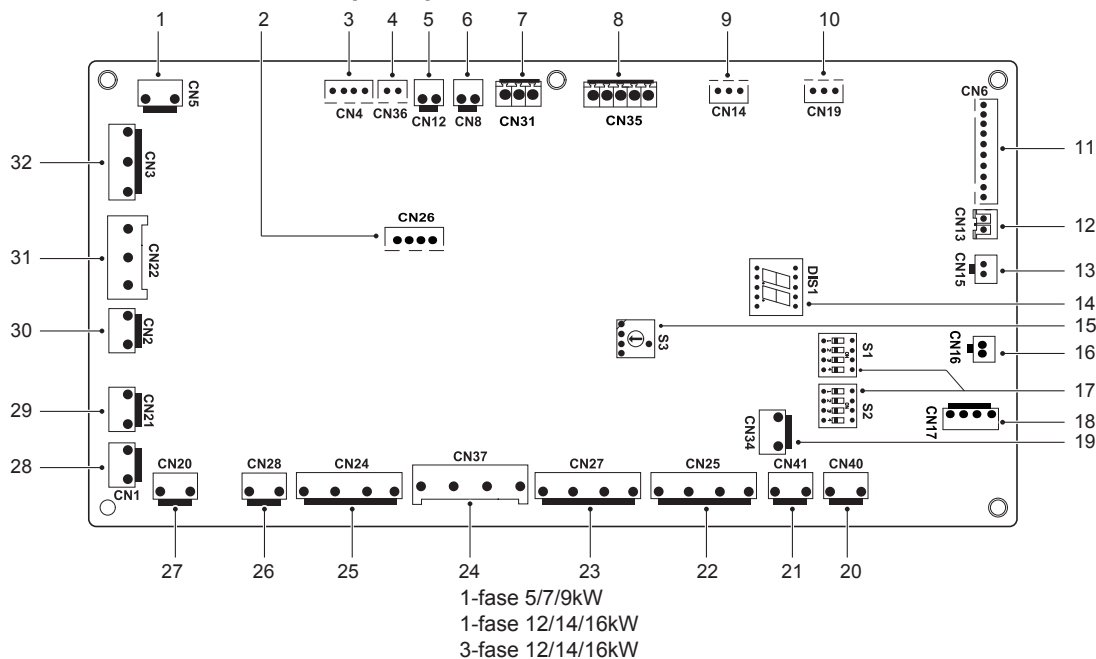 1 2 3 4 5 6 7 8 9 10
CN5
CN4 CN36 CN12 CN8 CN31 CN35 CN14 CN19 CN6
32 CN3 11
CN26
CN13 12
31 CN22 CN15 13
DIS1 14
30 CN2 S3 15
S1 CN16 16
17
29 CN21 S2 CN17 18
CN34 19
28 CN1 CN20 CN28 CN24 CN37 CN27 CN25 CN41 CN40
27 26 25 24 23 22 21 20
1-fase 5/7/9kW
1-fase 12/14/16kW
3-fase 12/14/16kW